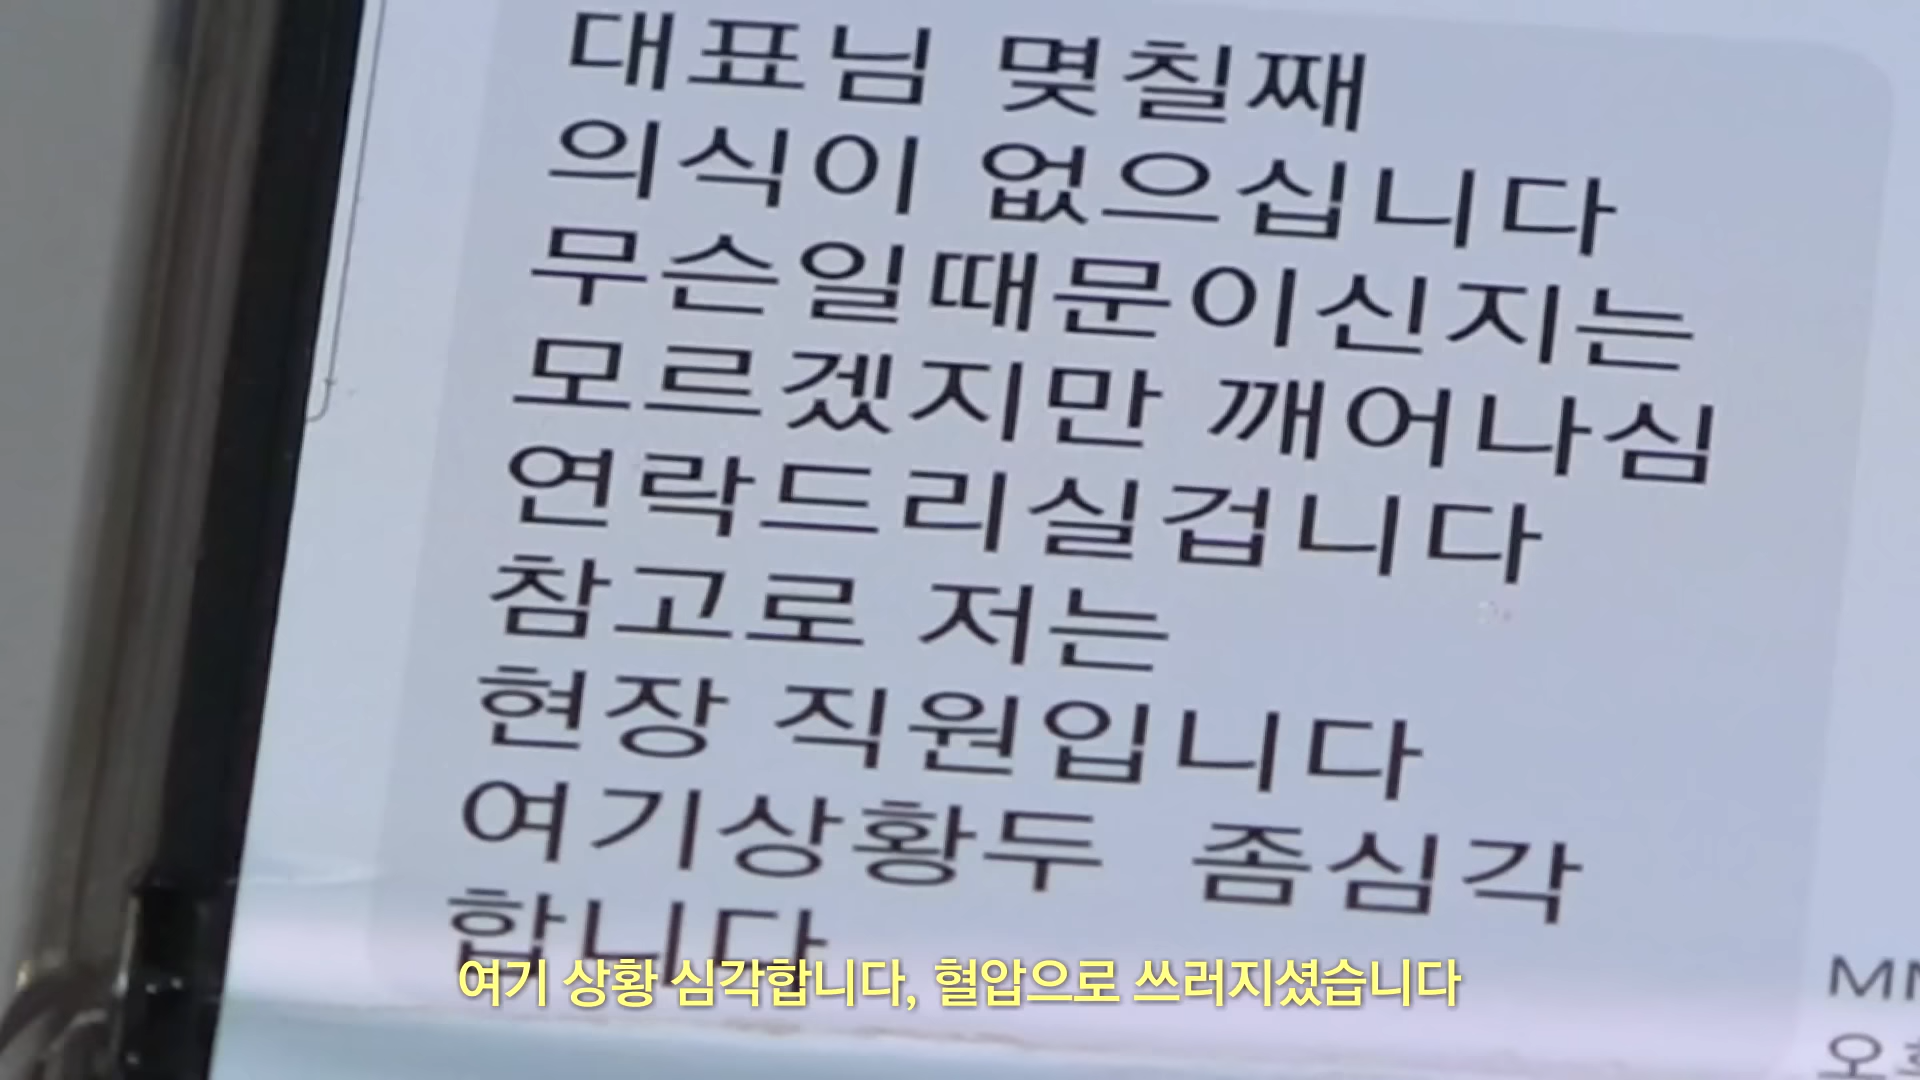 대표님 몇칠째
의식이 없으십니다
무슨일때문이신지는
모르겠지만 깨어나심
연락드리실겁니다
참고로 저는
현장 직원입니다
여기상황두 좀심각
합니다
여기 상황 심각합니다, 혈압으로 쓰러지셨습니다